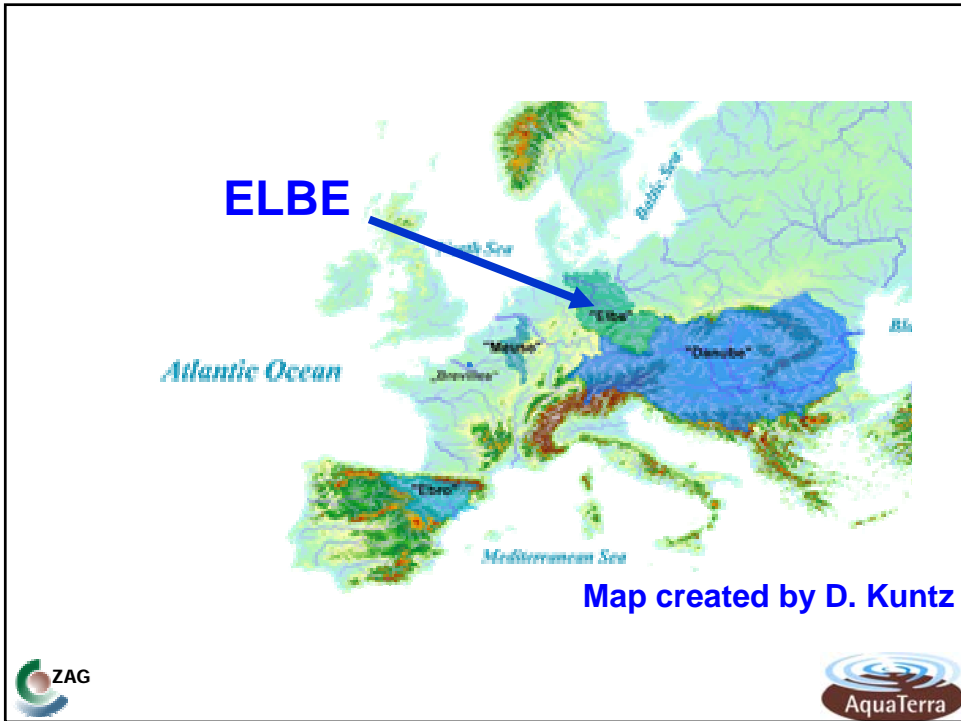 ELBE
Baltic Sea
North Sea
"Elbe"
"Meuse"
"Danube"
Atlantic Ocean
„Brevilles"
"Ebro"
Mediterranean Sea
Map created by D. Kuntz
ZAG
AquaTerra